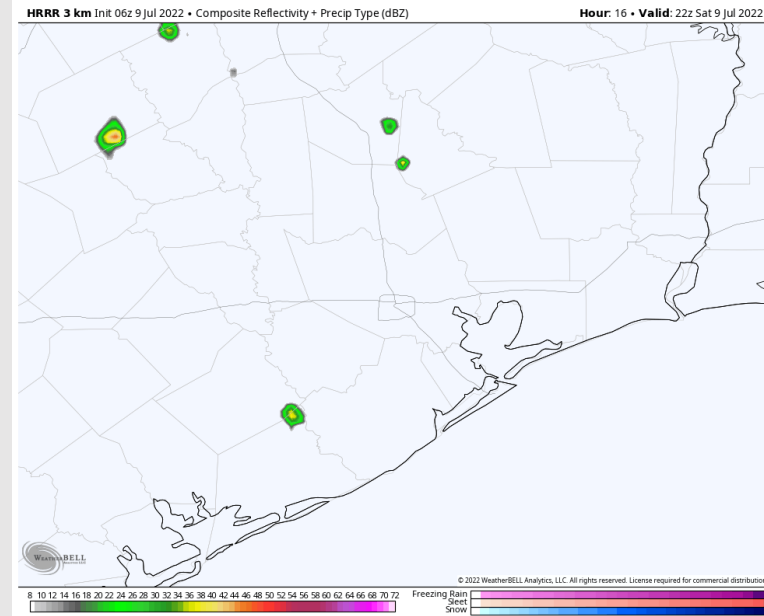 HRRR 3 km Init 06z 9 Jul 2022 • Composite Reflectivity + Precip Type (dBZ) Hour: 16 • Valid: 22z Sat 9 Jul 2022
WEATHERBELL
© 2022 WeatherBELL Analytics, LLC. All rights reserved. License required for commercial distribution
8 10 12 14 16 18 20 22 24 26 28 30 32 34 36 38 40 42 44 46 48 50 52 54 56 58 60 62 64 66 68 70 72
Freezing Rain
Sleet
Snow